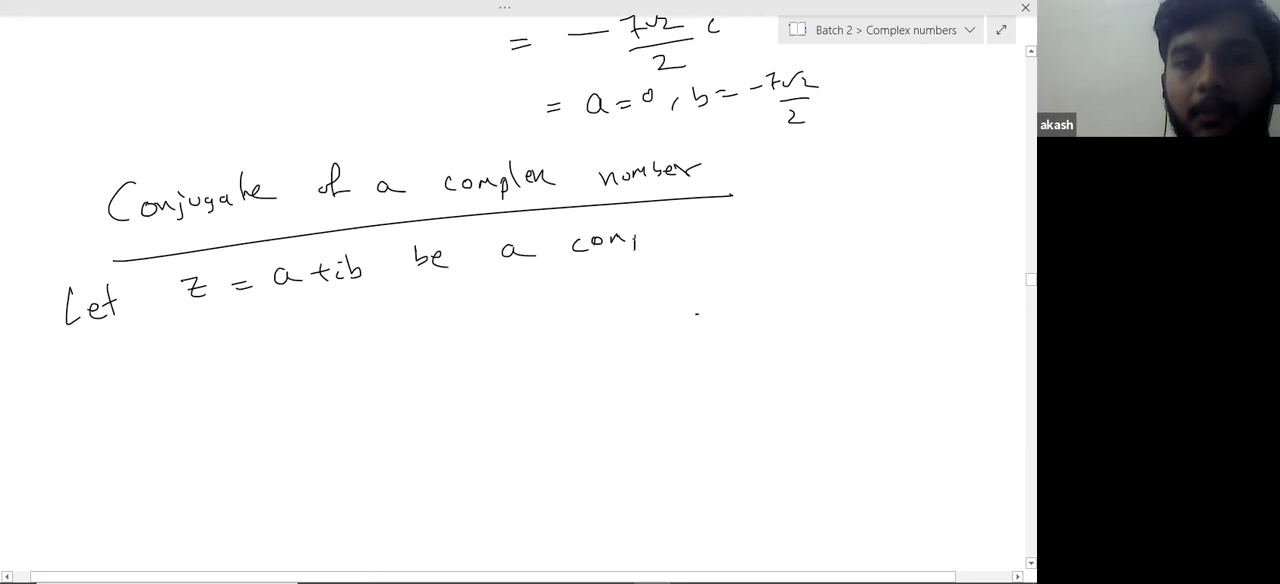 ...
Batch 2 > Complex numbers
= - 7√2/2 i
= a = 0, b = -7√2/2
akash
Conjugate of a complex number
Let z = a + ib be a com